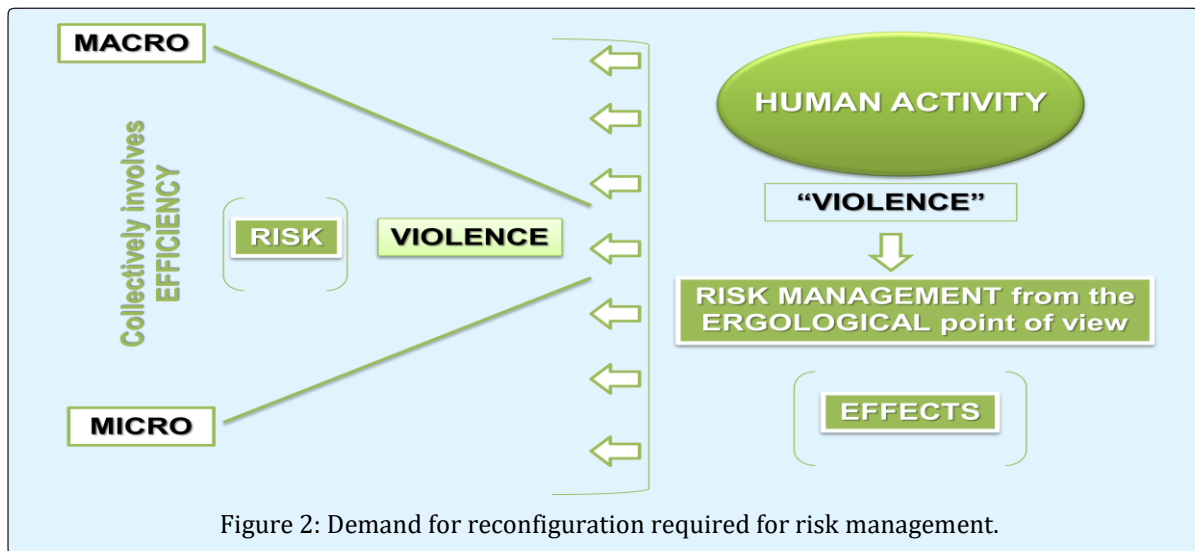 MACRO
Collectively involves
EFFICIENCY
RISK
VIOLENCE
MICRO
HUMAN ACTIVITY
“VIOLENCE”
RISK MANAGEMENT from the
ERGOLOGICAL point of view
EFFECTS
Figure 2: Demand for reconfiguration required for risk management.